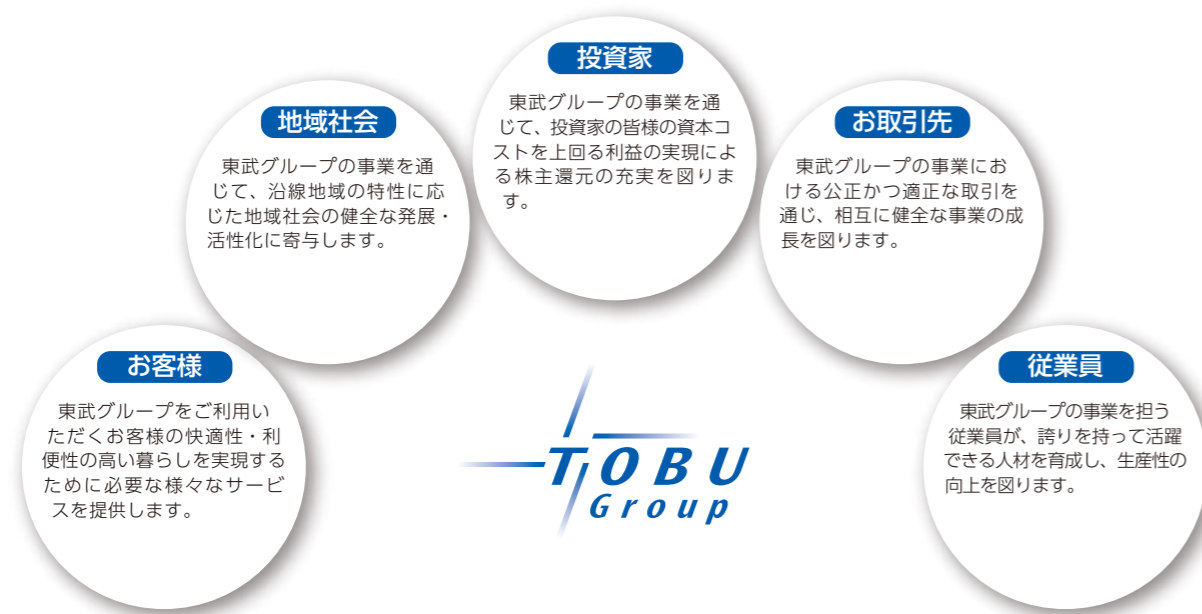 投資家
東武グループの事業を通
じて、投資家の皆様の資本コ
ストを上回る利益の実現によ
る株主還元の充実を図りま
す。
地域社会
東武グループの事業を通
じて、沿線地域の特性に応
じた地域社会の健全な発展・
活性化に寄与します。
お取引先
東武グループの事業にお
ける公正かつ適正な取引を
通じ、相互に健全な事業の成
長を図ります。
お客様
東武グループをご利用い
ただくお客様の快適性・利
便性の高い暮らしを実現する
ために必要な様々なサービ
スを提供します。
従業員
東武グループの事業を担う
従業員が、誇りを持って活躍
できる人材を育成し、生産性の
向上を図ります。
TOBU
Group